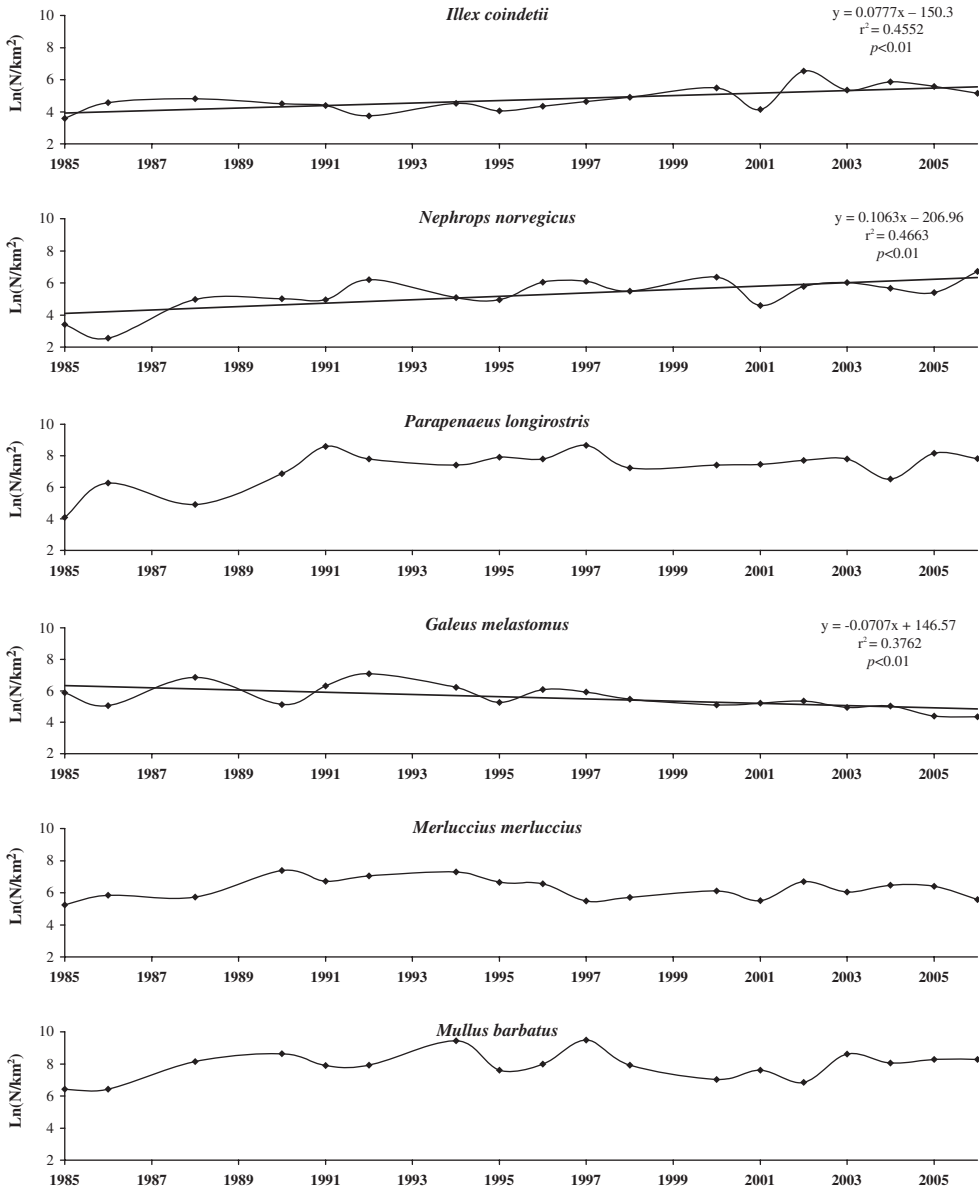 Illex coindetii
y = 0.0777x – 150.3
r² = 0.4552
p<0.01
Ln(N/km²)
10
8
6
4
2
1985 1987 1989 1991 1993 1995 1997 1999 2001 2003 2005
Nephrops norvegicus
y = 0.1063x – 206.96
r² = 0.4663
p<0.01
Ln(N/km²)
10
8
6
4
2
1985 1987 1989 1991 1993 1995 1997 1999 2001 2003 2005
Parapenaeus longirostris
Ln(N/km²)
10
8
6
4
2
1985 1987 1989 1991 1993 1995 1997 1999 2001 2003 2005
Galeus melastomus
y = -0.0707x + 146.57
r² = 0.3762
p<0.01
Ln(N/km²)
10
8
6
4
2
1985 1987 1989 1991 1993 1995 1997 1999 2001 2003 2005
Merluccius merluccius
Ln(N/km²)
10
8
6
4
2
1985 1987 1989 1991 1993 1995 1997 1999 2001 2003 2005
Mullus barbatus
Ln(N/km²)
10
8
6
4
2
1985 1987 1989 1991 1993 1995 1997 1999 2001 2003 2005